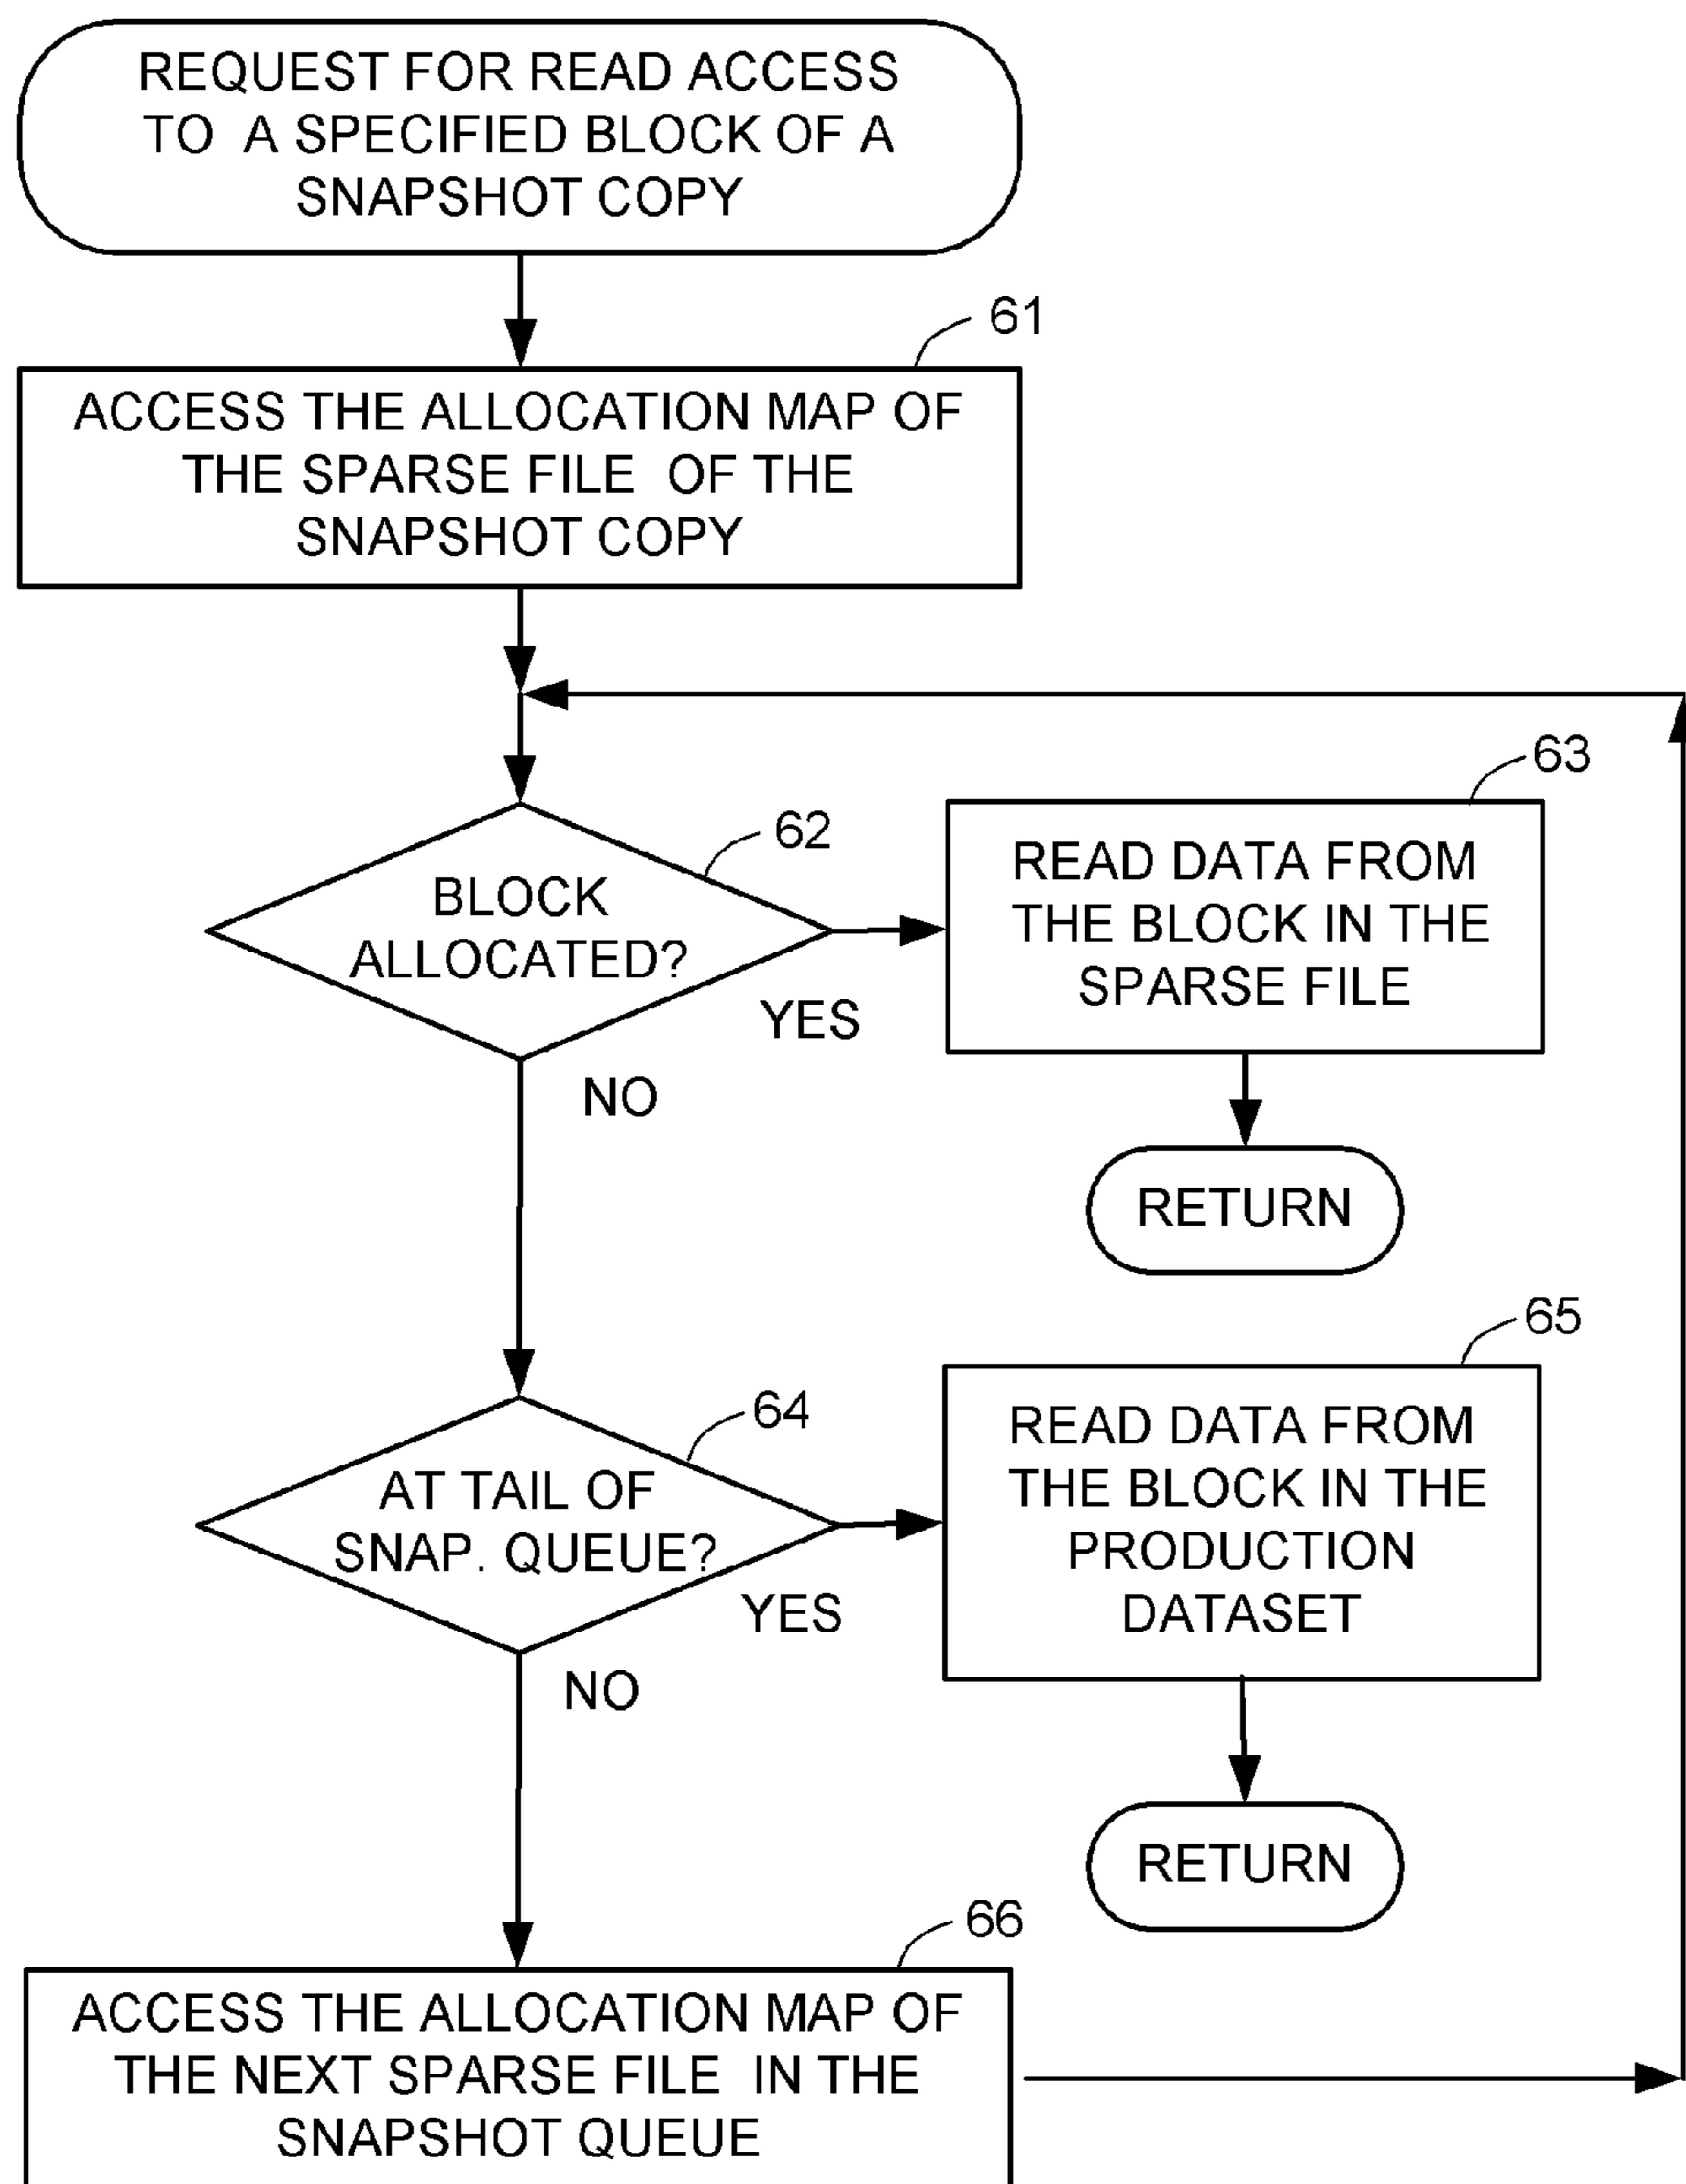 REQUEST FOR READ ACCESS
TO A SPECIFIED BLOCK OF A
SNAPSHOT COPY
61
ACCESS THE ALLOCATION MAP OF
THE SPARSE FILE OF THE
SNAPSHOT COPY
62
BLOCK
ALLOCATED?
YES
NO
63
READ DATA FROM
THE BLOCK IN THE
SPARSE FILE
RETURN
64
AT TAIL OF
SNAP. QUEUE?
YES
NO
65
READ DATA FROM
THE BLOCK IN THE
PRODUCTION
DATASET
RETURN
66
ACCESS THE ALLOCATION MAP OF
THE NEXT SPARSE FILE IN THE
SNAPSHOT QUEUE